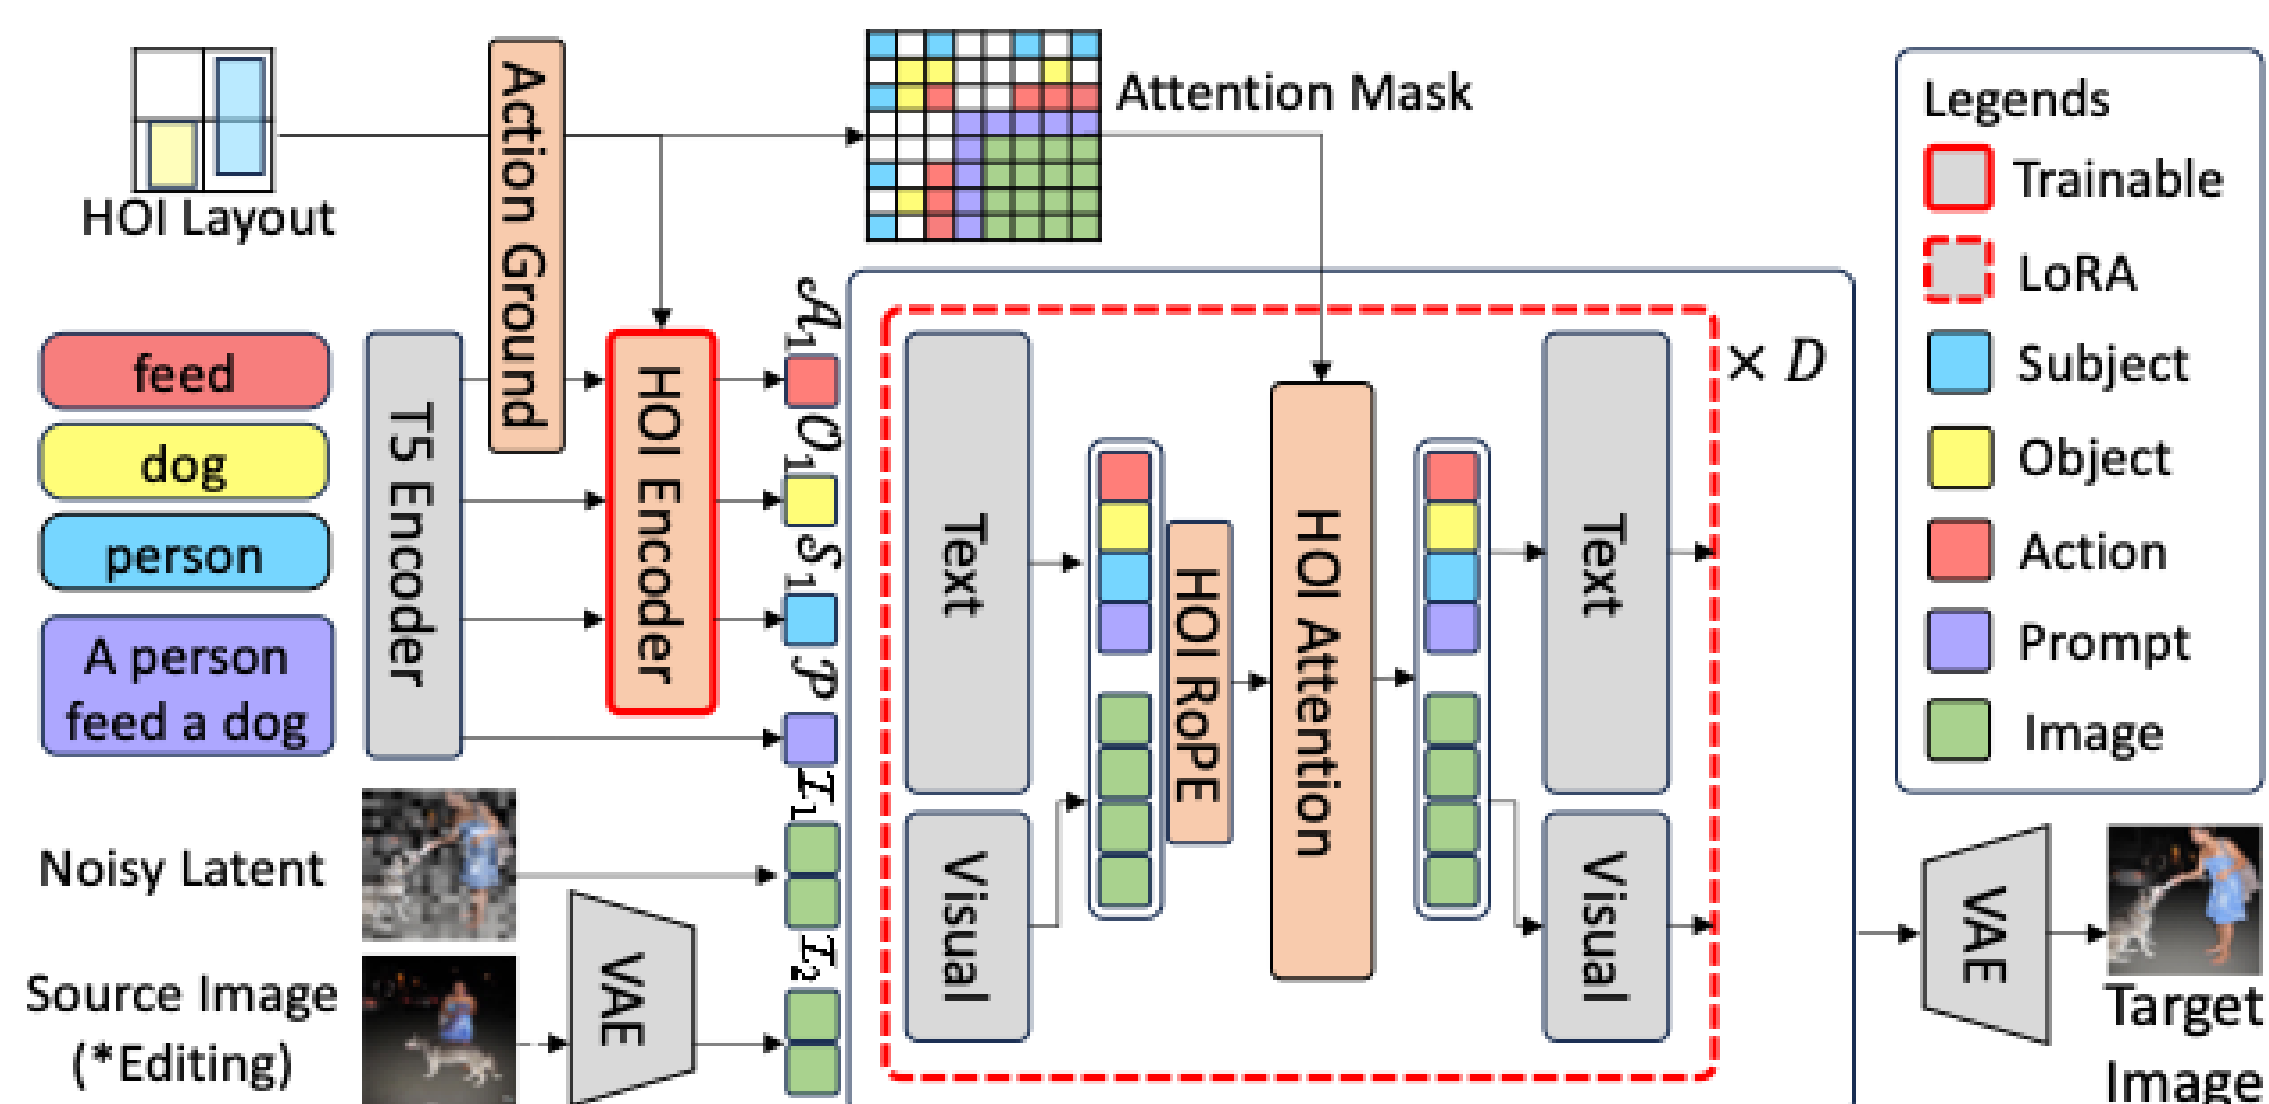 HOI Layout
Action Ground
Attention Mask
feed
dog
person
A person
feed a dog
T5 Encoder
HOI Encoder
𝒜1
𝒪1
𝒮1
𝒫
ℐ1
ℐ2
Noisy Latent
Source Image
(*Editing)
VAE
Text
Visual
HOI RoPE
HOI Attention
Text
Visual
× D
Legends
Trainable
LoRA
Subject
Object
Action
Prompt
Image
VAE
Target
Image